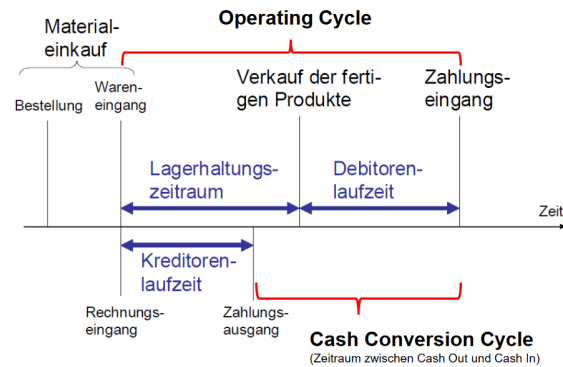 Operating Cycle
Material-
einkauf
Bestellung
Waren-
eingang
Verkauf der ferti-
gen Produkte
Zahlungs-
eingang
Lagerhaltungs-
zeitraum
Debitoren-
laufzeit
Zeit
Kreditoren-
laufzeit
Rechnungs-
eingang
Zahlungs-
ausgang
Cash Conversion Cycle
(Zeitraum zwischen Cash Out und Cash In)